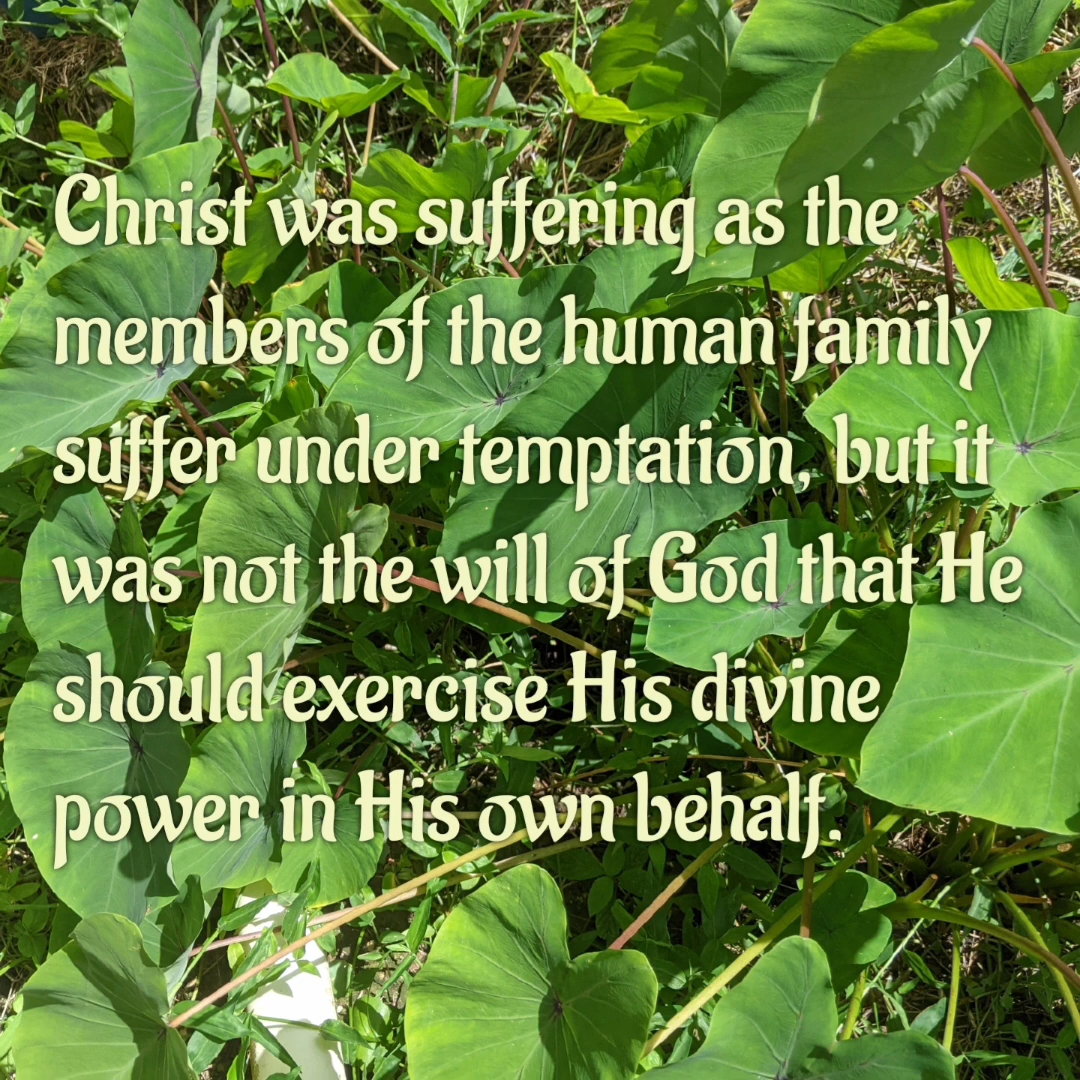 Christ was suffering as the
members of the human family
suffer under temptation, but it
was not the will of God that He
should exercise His divine
power in His own behalf.